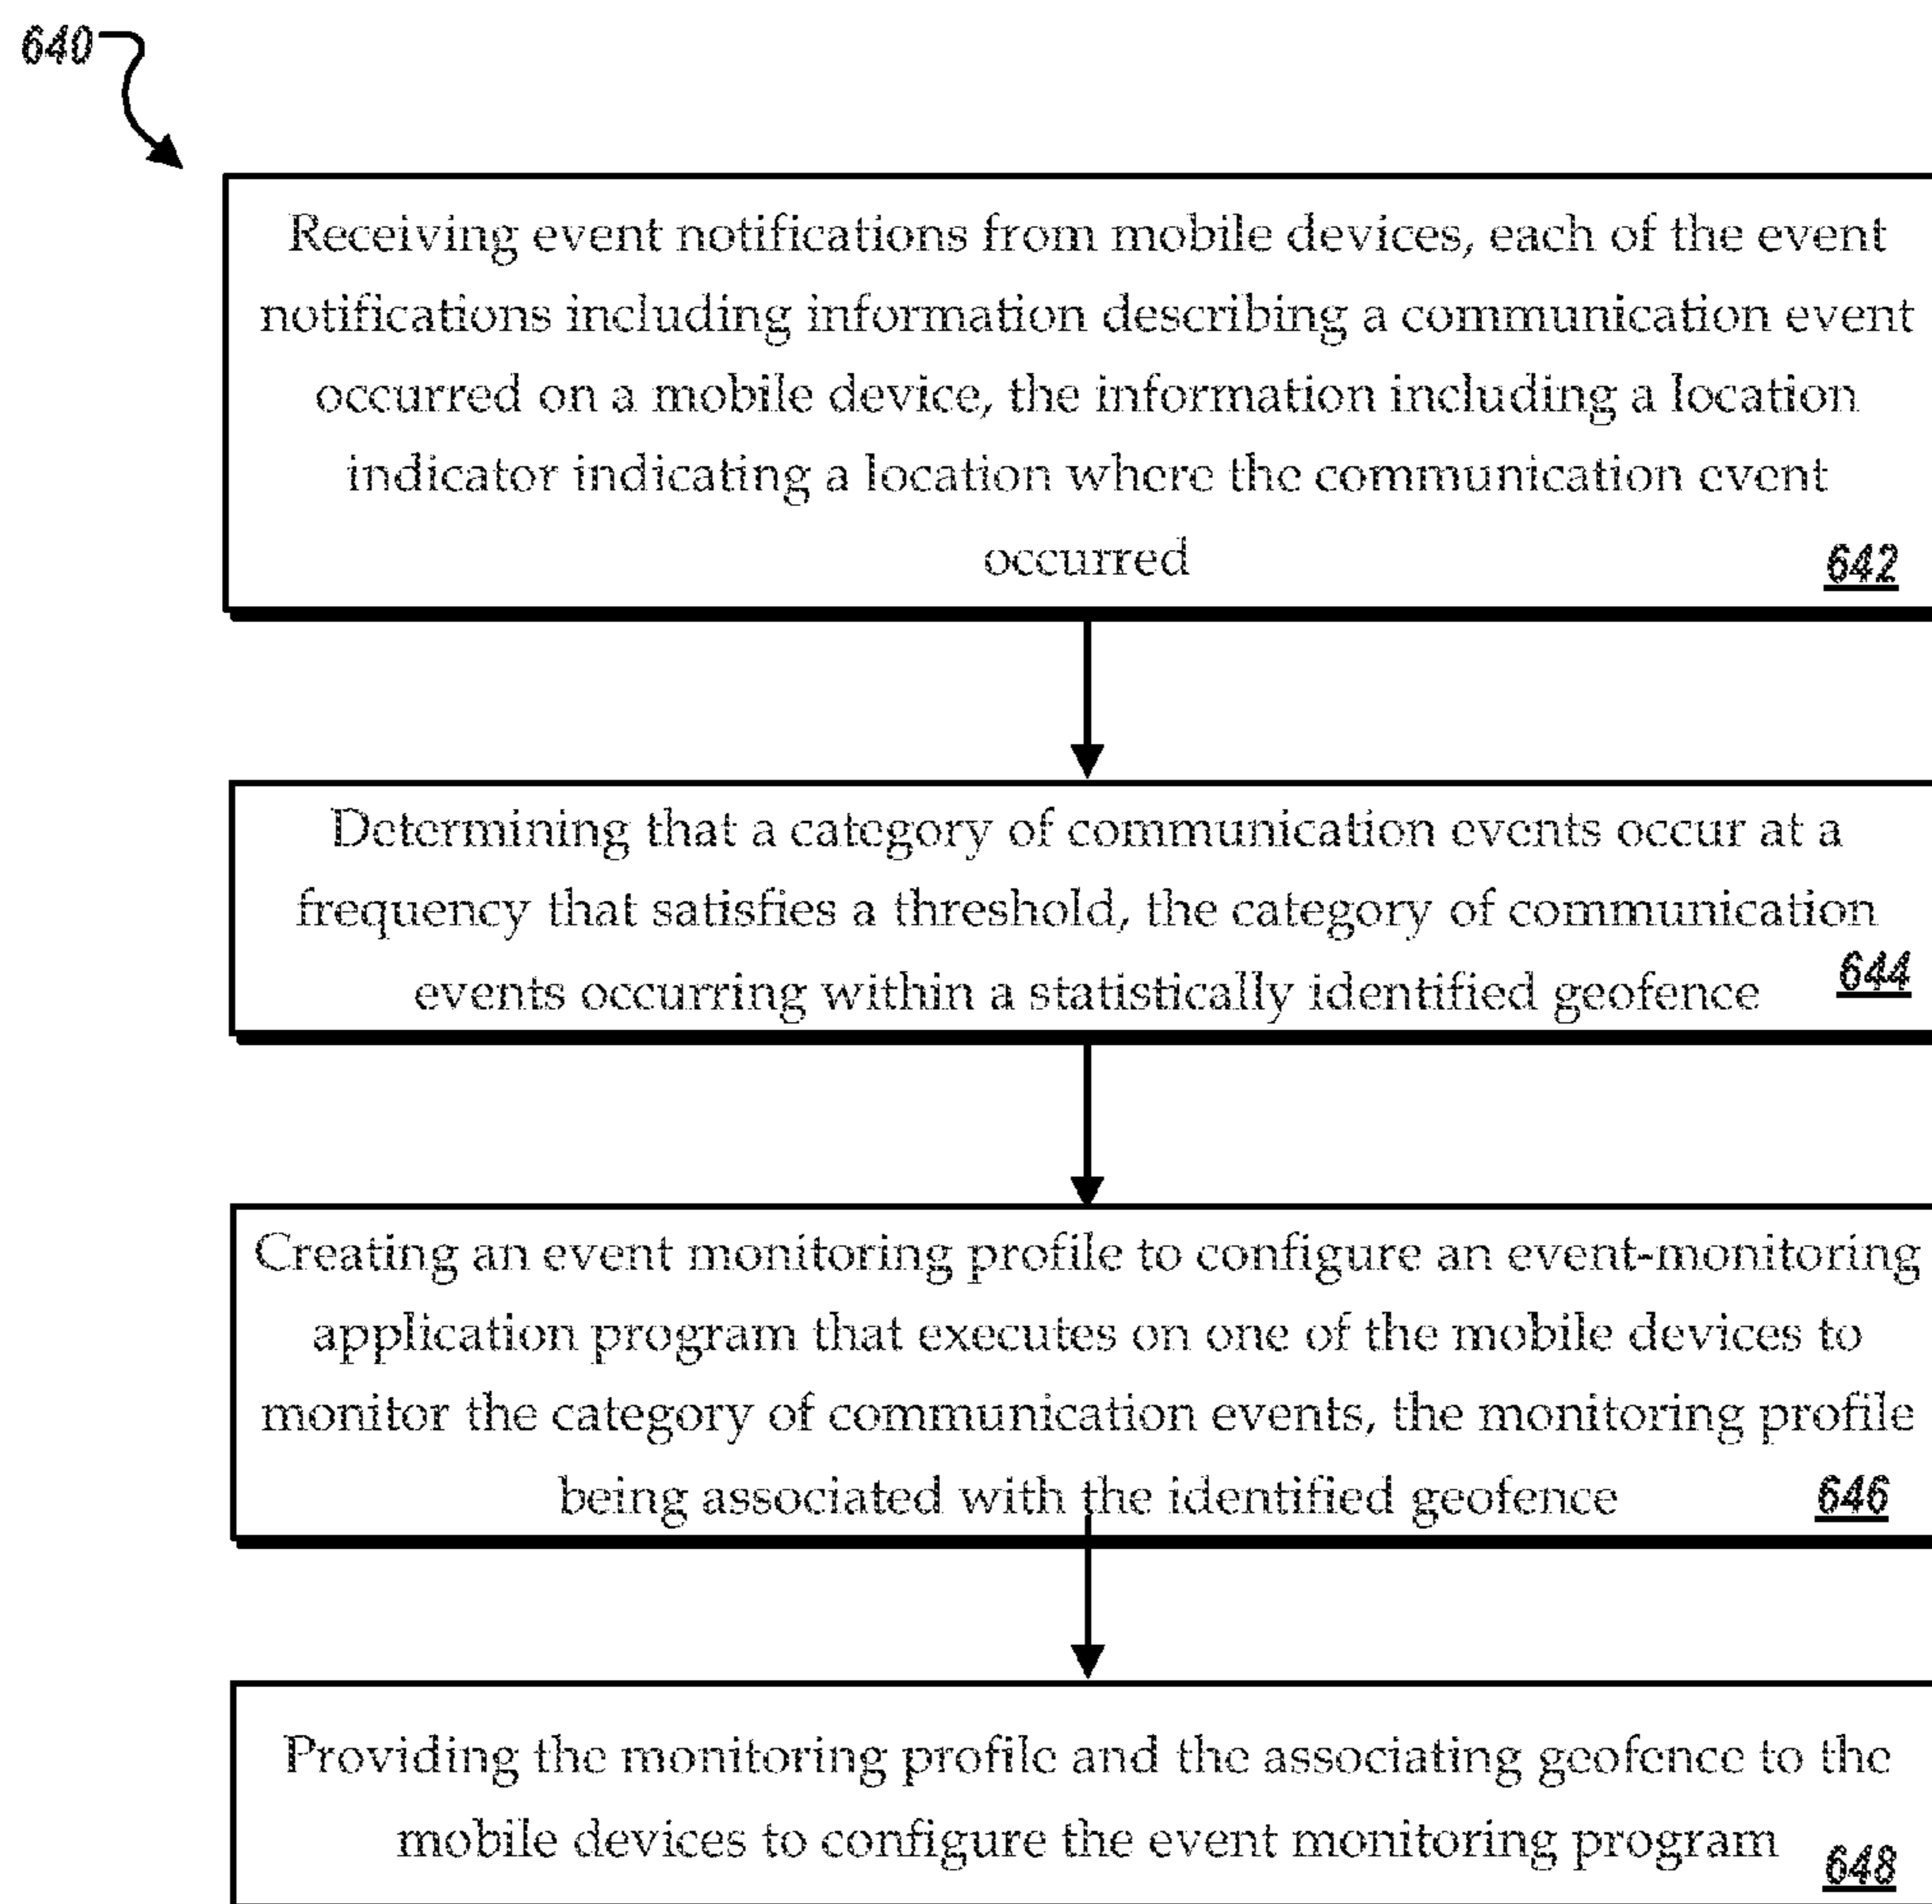 640
Receiving event notifications from mobile devices, each of the event
notifications including information describing a communication event
occurred on a mobile device, the information including a location
indicator indicating a location where the communication event
occurred
642
Determining that a category of communication events occur at a
frequency that satisfies a threshold, the category of communication
events occurring within a statistically identified geofence
644
Creating an event monitoring profile to configure an event-monitoring
application program that executes on one of the mobile devices to
monitor the category of communication events, the monitoring profile
being associated with the identified geofence
646
Providing the monitoring profile and the associating geofence to the
mobile devices to configure the event monitoring program
648